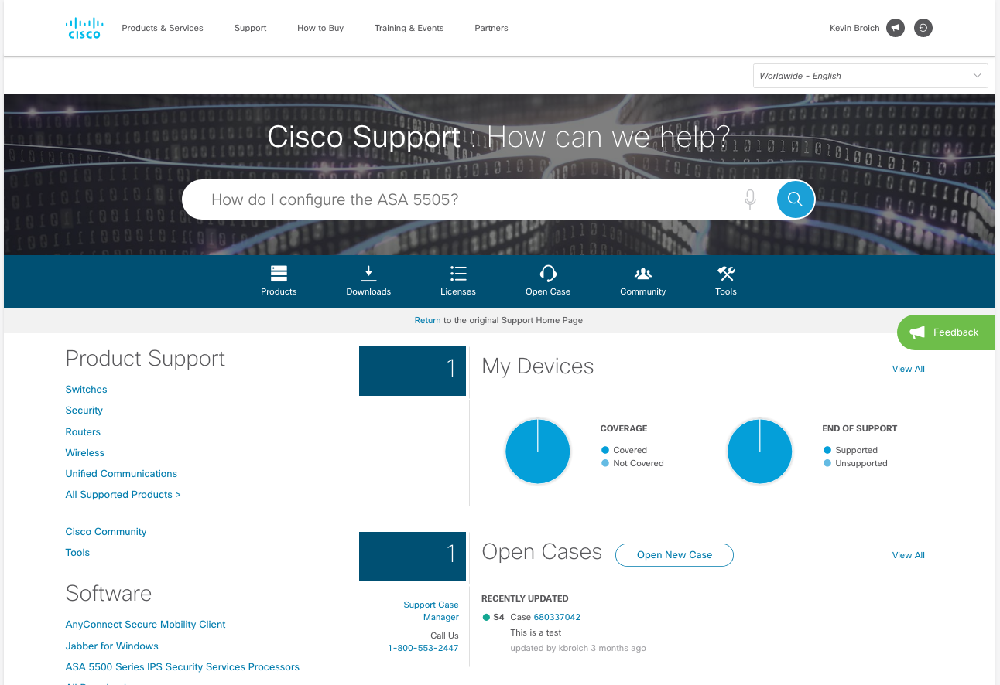 CISCO
Products & Services
Support
How to Buy
Training & Events
Partners
Kevin Broich
Worldwide - English
Cisco Support : How can we help?
How do I configure the ASA 5505?
Products
Downloads
Licenses
Open Case
Community
Tools
Return to the original Support Home Page
Feedback
Product Support
Switches
Security
Routers
Wireless
Unified Communications
All Supported Products >
Cisco Community
Tools
Software
AnyConnect Secure Mobility Client
Jabber for Windows
ASA 5500 Series IPS Security Services Processors
1
My Devices
View All
COVERAGE
Covered
Not Covered
END OF SUPPORT
Supported
Unsupported
1
Support Case
Manager
Call Us
1-800-553-2447
Open Cases
Open New Case
View All
RECENTLY UPDATED
S4 Case 680337042
This is a test
updated by kbroich 3 months ago